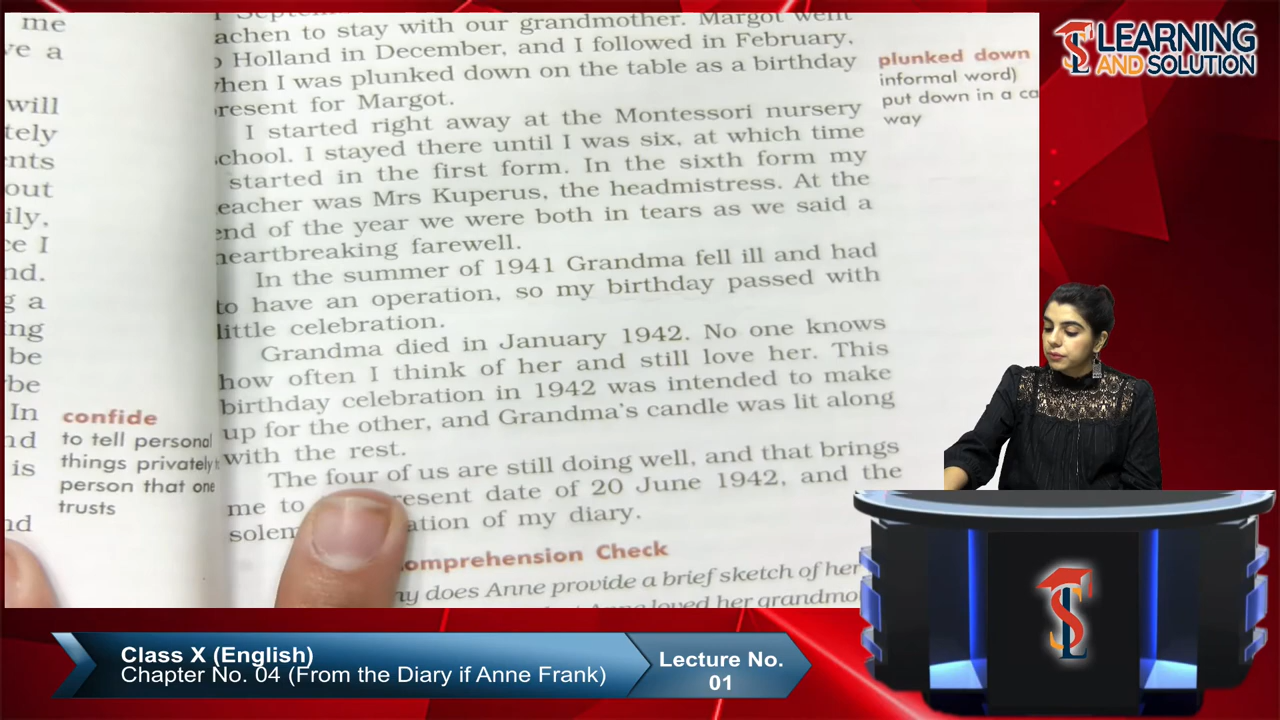 me
ve a
will
tely
ents
out
ily,
ce I
nd.
g a
ing
be
rbe
In
nd
is
nd
confide
to tell personal
things privately
person that one
trusts
achen to stay with our grandmother. Margot went
Holland in December, and I followed in February,
when I was plunked down on the table as a birthday
present for Margot.
I started right away at the Montessori nursery
school. I stayed there until I was six, at which time
started in the first form. In the sixth form my
teacher was Mrs Kuperus, the headmistress. At the
end of the year we were both in tears as we said a
heartbreaking farewell.
In the summer of 1941 Grandma fell ill and had
to have an operation, so my birthday passed with
little celebration.
Grandma died in January 1942. No one knows
how often I think of her and still love her. This
birthday celebration in 1942 was intended to make
up for the other, and Grandma's candle was lit along
with the rest.
The four of us are still doing well, and that brings
me to resent date of 20 June 1942, and the
solem ation of my diary.
omprehension Check
hy does Anne provide a brief sketch of her
Anne loved her grandmo
plunked down
informal word)
put down in a ca
way
LEARNING
AND SOLUTION
Class X (English)
Chapter No. 04 (From the Diary if Anne Frank)
Lecture No.
01